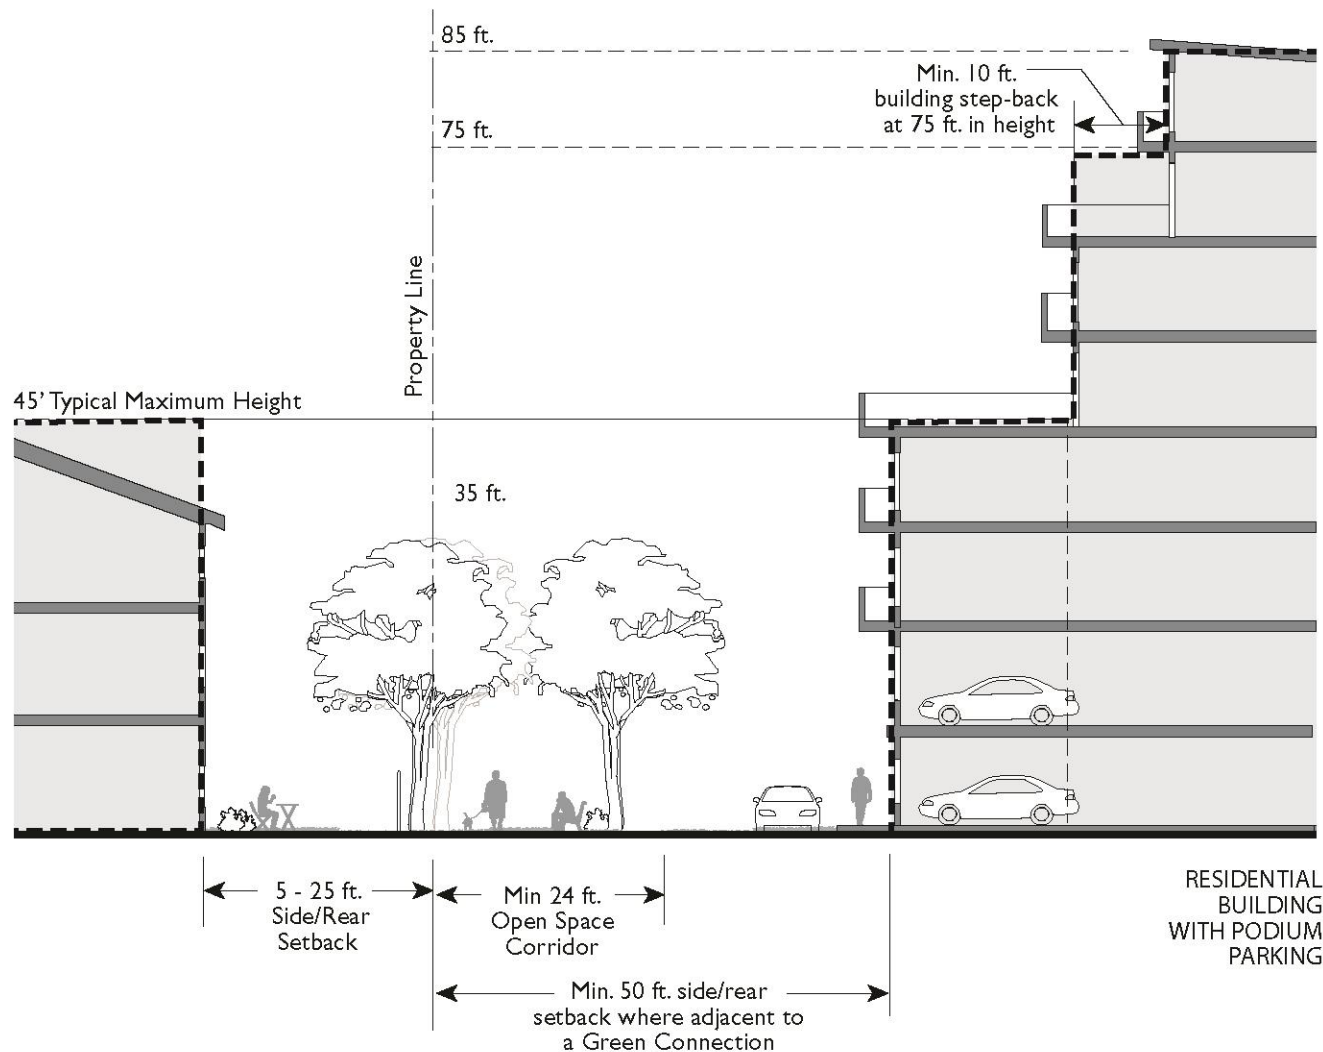 85 ft.
Min. 10 ft.
building step-back
at 75 ft. in height
75 ft.
Property Line
45' Typical Maximum Height
35 ft.
5 - 25 ft.
Side/Rear
Setback
Min 24 ft.
Open Space
Corridor
RESIDENTIAL
BUILDING
WITH PODIUM
PARKING
Min. 50 ft. side/rear
setback where adjacent to
a Green Connection